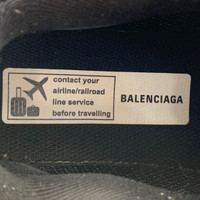 contact your
airline/railroad
line service
before travelling
BALENCIAGA